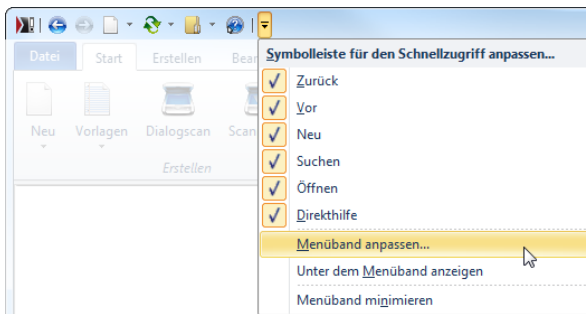 Datei Start Erstellen Bear
Neu Vorlagen Dialogscan Scan
Erstellen
Symbolleiste für den Schnellzugriff anpassen...
Zurück
Vor
Neu
Suchen
Öffnen
Direkthilfe
Menüband anpassen...
Unter dem Menüband anzeigen
Menüband minimieren